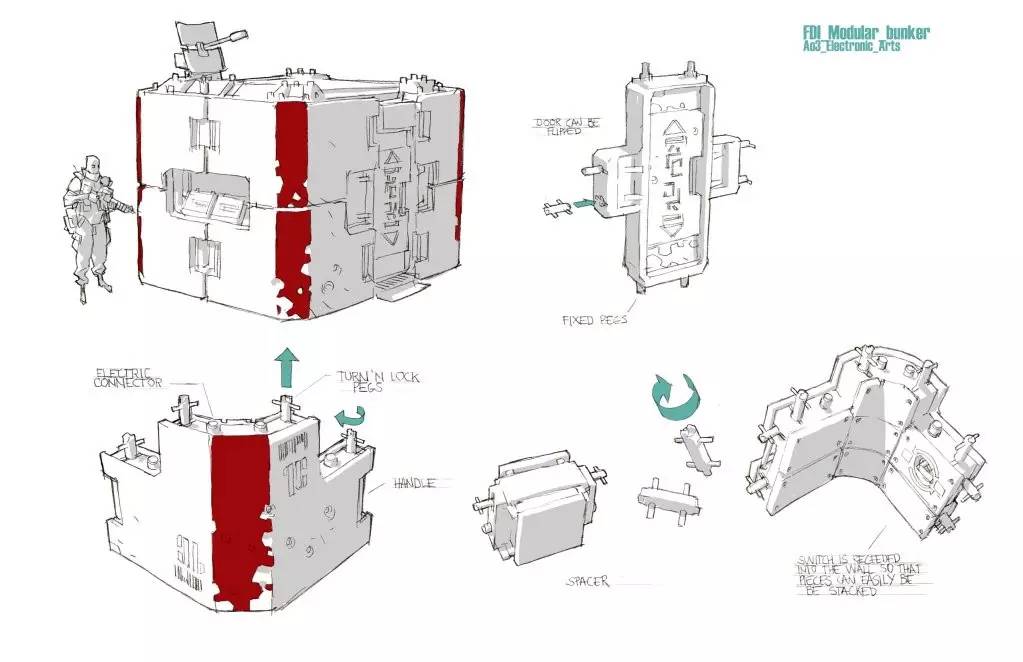 FDI_Modular_bunker
Ao3_Electronic_Arts
DOOR CAN BE
FLIPPED
FIXED PEGS
ELECTRIC
CONNECTOR
TURN'N LOCK
PEGS
HANDLE
SPACER
SWITCH IS RECEEDED
INTO THE WALL SO THAT
PIECES CAN EASILY BE
BE STACKED